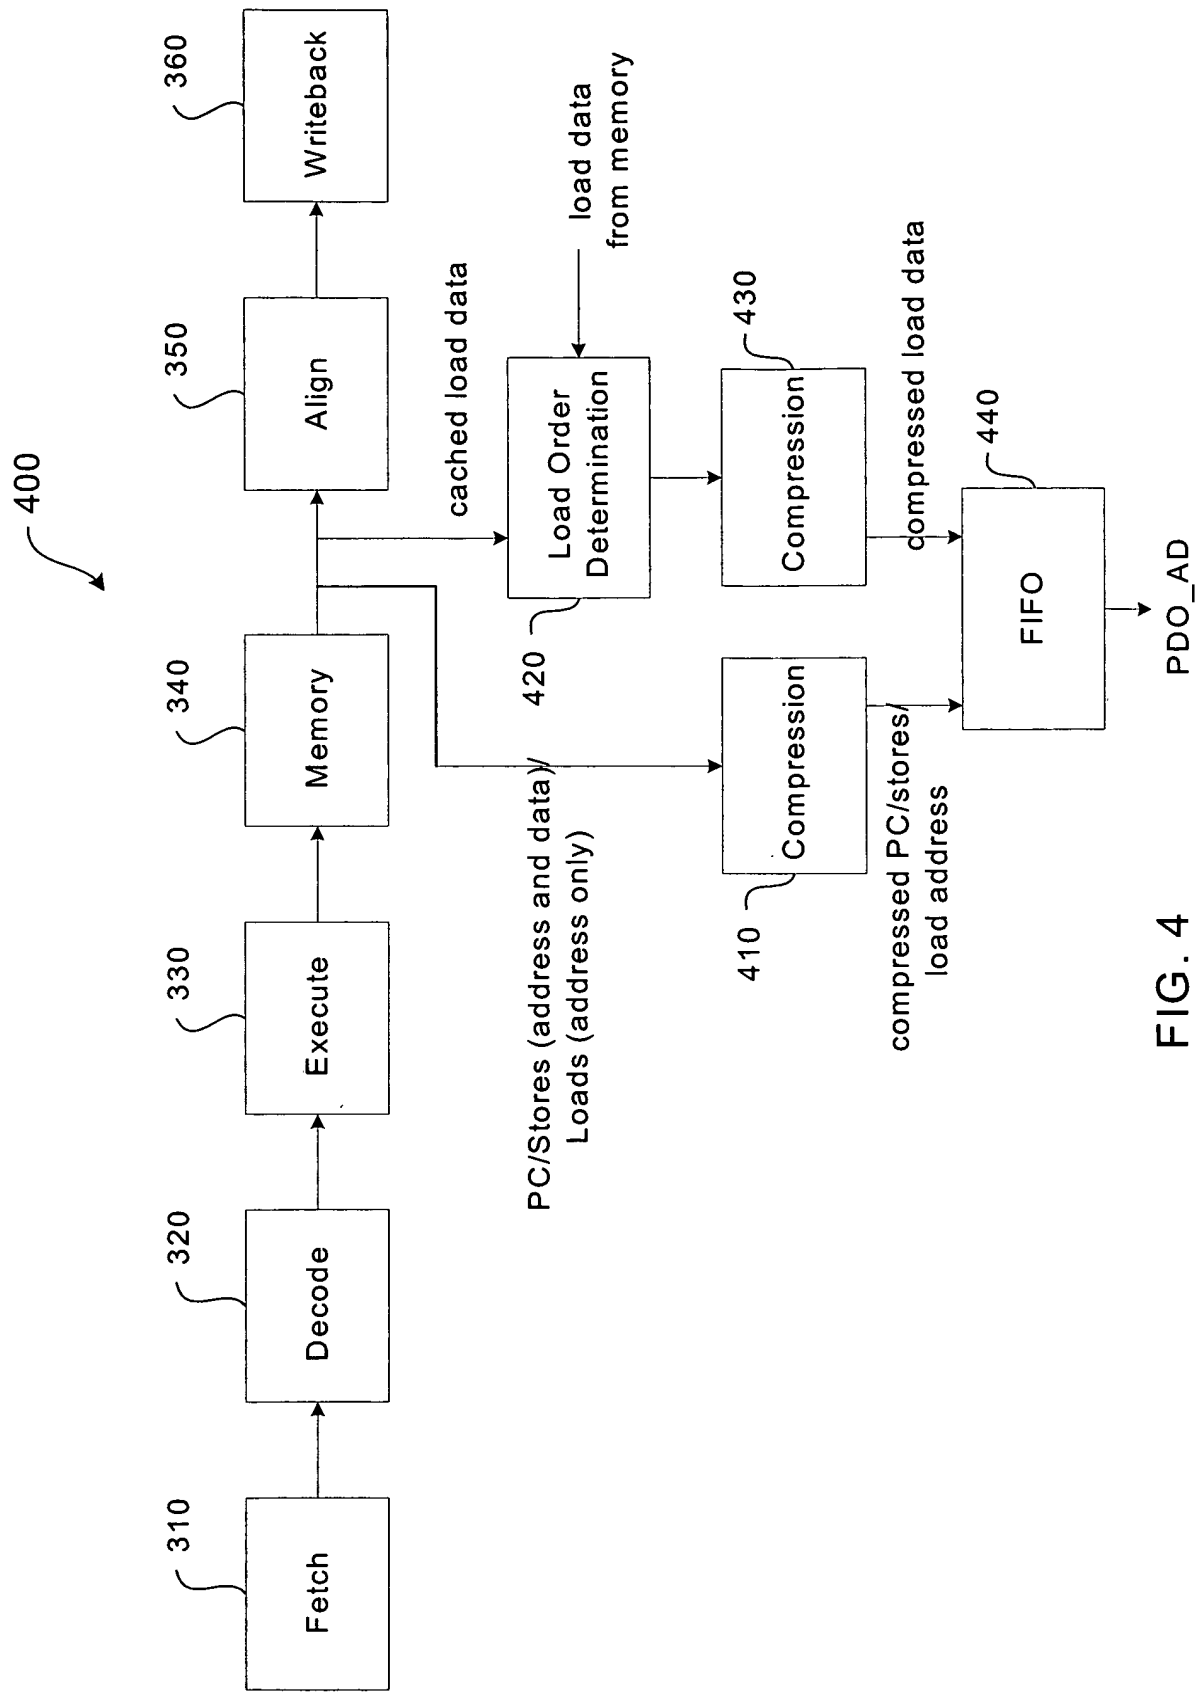 400
310
320
330
340
350
360
Fetch
Decode
Execute
Memory
Align
Writeback
cached load data
PC/Stores (address and data)/
Loads (address only)
420
Load Order
Determination
load data
from memory
410
Compression
430
Compression
compressed PC/stores/
load address
compressed load data
440
FIFO
PDO_AD
FIG. 4